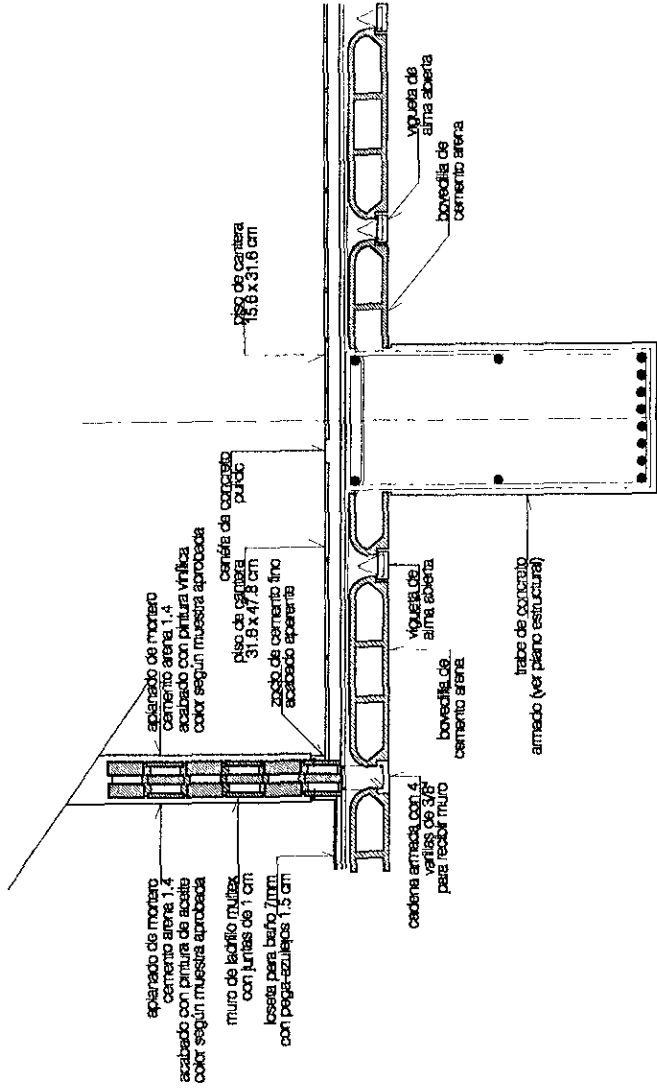 aplanado de mortero
cemento arena 1.4
acabado con pintura de aceite
color según muestra aprobada
muro de ladrillo multex
con juntas de 1 cm
loseta para baño 7mm
con pega-azulejos 1.5 cm
aplanado de mortero
cemento arena 1.4
acabado con pintura vinílica
color según muestra aprobada
cenefa de concreto
piso de cantera
31.6 x 47.8 cm
zoclo de cemento fino
acabado aparente
piso de cantera
15.6 x 31.6 cm
cadena armada con 4
varillas de 3/8"
para recibir muro
bovedilla de
cemento arena
vigueta de
alma abierta
trabe de concreto
armado (ver plano estructural)
vigueta de
alma abierta
bovedilla de
cemento arena